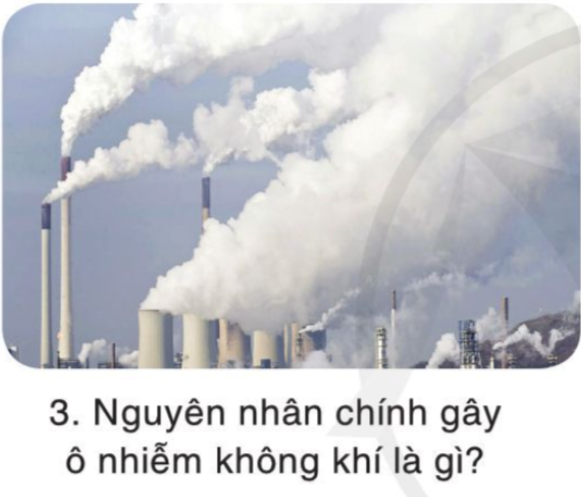 3. Nguyên nhân chính gây
ô nhiễm không khí là gì?